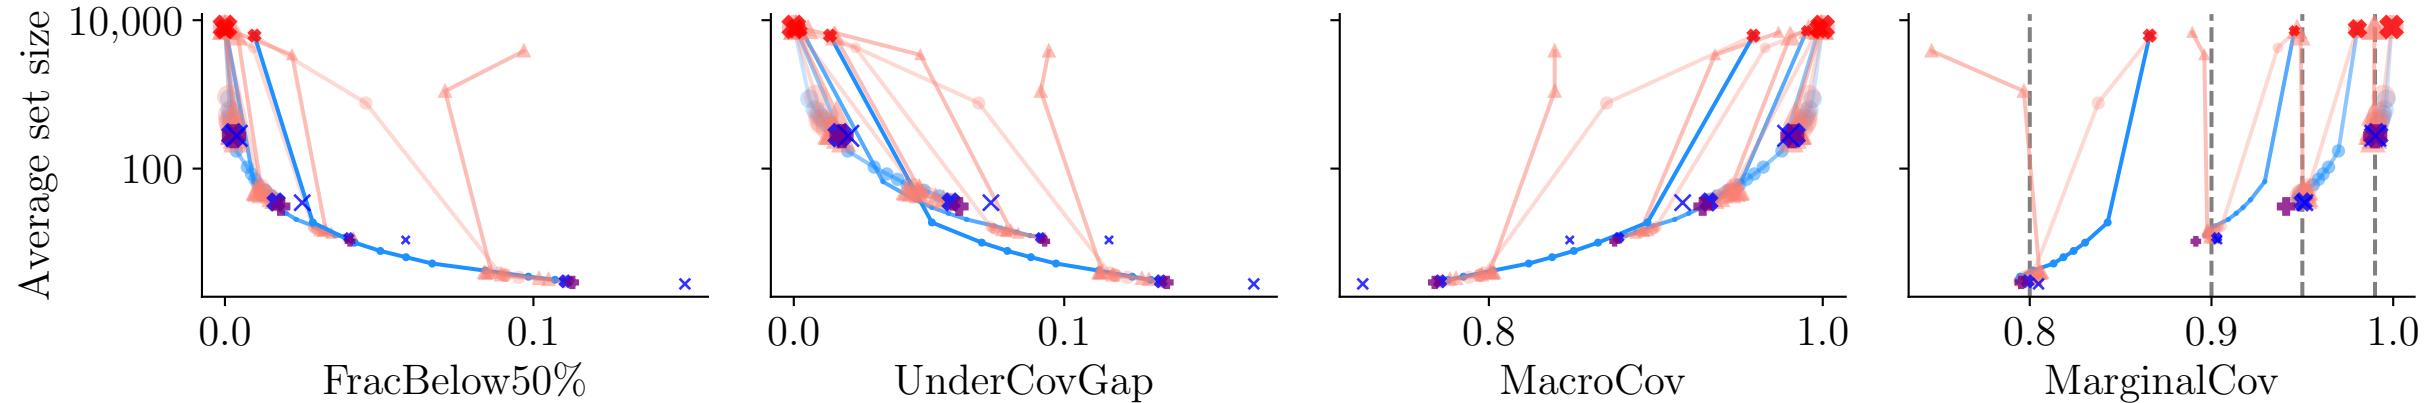 Average set size
10,000
100
0.0 0.1
FracBelow50%
0.0 0.1
UnderCovGap
0.8 1.0
MacroCov
0.8 0.9 1.0
MarginalCov